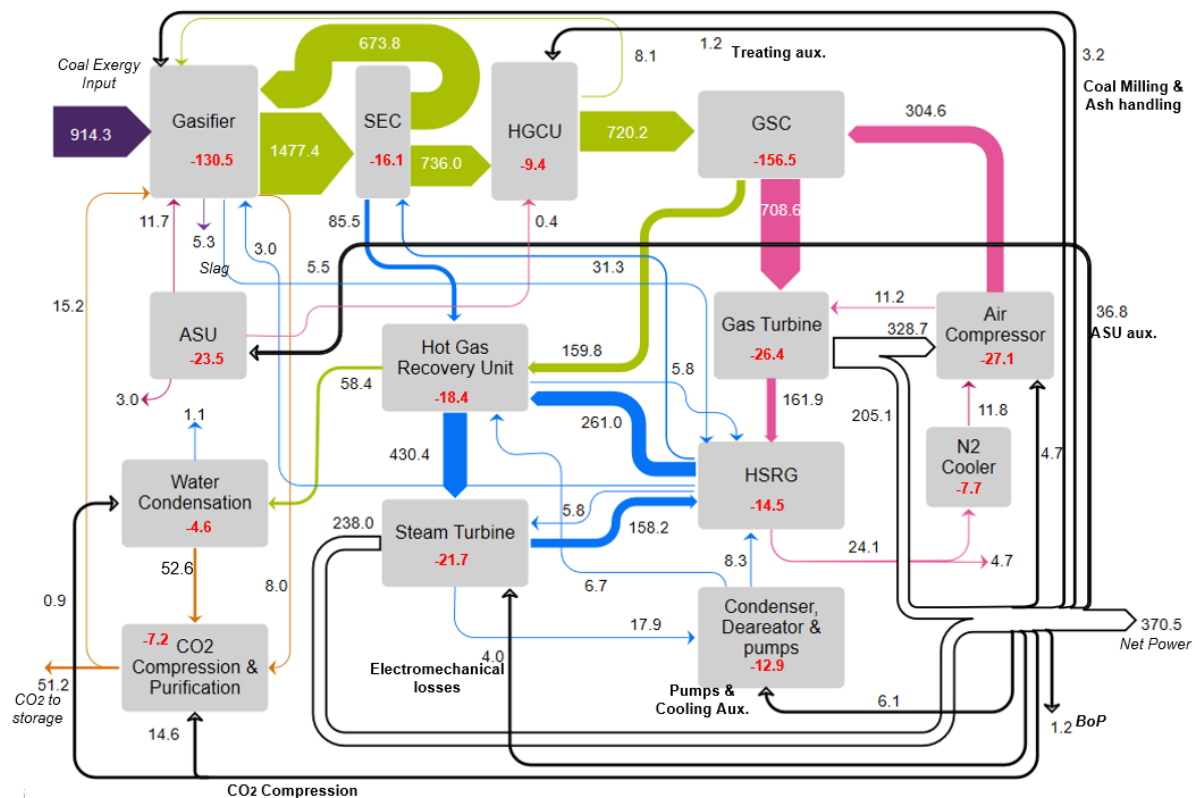 673.8
8.1
1.2
Treating aux.
3.2
Coal Exergy
Input
Coal Milling &
Ash handling
914.3
Gasifier
-130.5
1477.4
SEC
-16.1
736.0
HGCU
-9.4
720.2
GSC
-156.5
304.6
11.7
5.3
Slag
3.0
85.5
0.4
708.6
5.5
31.3
15.2
ASU
-23.5
3.0
Hot Gas
Recovery Unit
-18.4
159.8
5.8
Gas Turbine
-26.4
11.2
328.7
Air
Compressor
-27.1
36.8
ASU aux.
58.4
261.0
161.9
205.1
11.8
1.1
430.4
4.7
Water
Condensation
-4.6
HSRG
-14.5
N2
Cooler
-7.7
238.0
Steam Turbine
-21.7
5.8
158.2
24.1
4.7
52.6
0.9
8.0
6.7
8.3
-7.2
CO2
Compression &
Purification
17.9
4.0
Electromechanical
losses
Condenser,
Deareator &
pumps
-12.9
370.5
Net Power
51.2
CO2 to
storage
Pumps &
Cooling Aux.
6.1
1.2
BoP
14.6
CO2 Compression